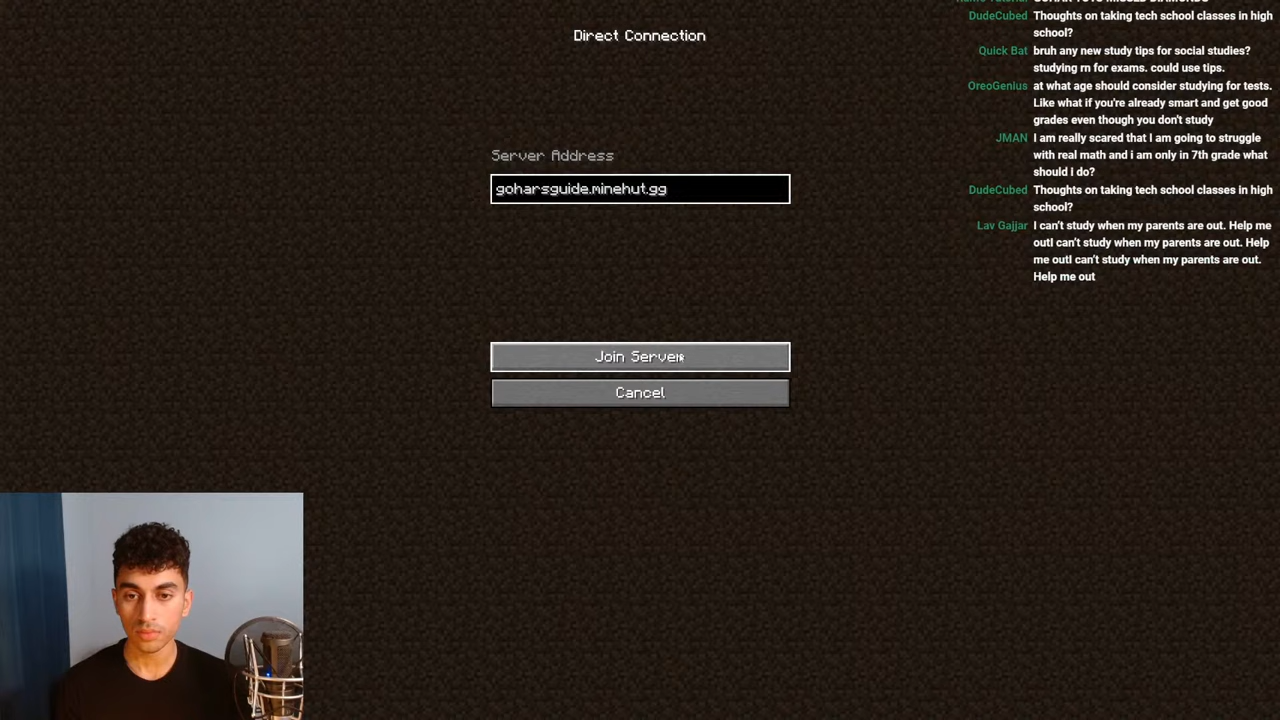 Direct Connection
Server Address
goharsguide.minehut.gg
Join Server
Cancel
DudeCubed Thoughts on taking tech school classes in high
school?
Quick Bat bruh any new study tips for social studies?
studying rn for exams. could use tips.
OreoGenius at what age should consider studying for tests.
Like what if you're already smart and get good
grades even though you don't study
JMAN I am really scared that I am going to struggle
with real math and i am only in 7th grade what
should i do?
DudeCubed Thoughts on taking tech school classes in high
school?
Lav Gajjar I can't study when my parents are out. Help me
outI can't study when my parents are out. Help
me outI can't study when my parents are out.
Help me out